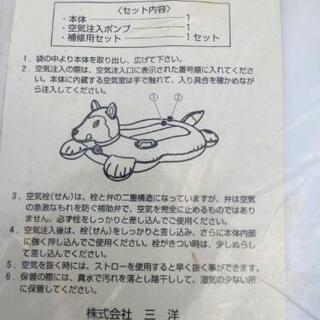 〈セット内容〉
・本体 1
・空気注入ポンプ 1
・補修用セット 1セット
1．袋の中より本体を取り出し、広げて下さい。
2．空気注入の際は、空気注入口に表示された番号順に入れてくださ
い。本体に内蔵する空気室は手で触れて、入り具合を確かめなが
ら注入してください。
① ②
3．空気栓(せん)は、栓と弁の二重構造になっていますが、弁は空気
の急激なもれを防ぐ補助弁で、空気を完全に止めるものではあり
ません。必ず栓をしっかりと差し込んでご使用ください。
4．空気注入後は、栓(せん)をしっかりと差込み、さらに本体内部
に強く押し込んでご使用ください。栓がきつい時は、少しぬらし
て差し込んでください。
5．空気を抜く時には、ストローを使用すると早く抜く事ができます。
6．保管の際には、真水で汚れを落とし陰干しして、湿気の少ない所
に保管してください。
株式会社 三洋